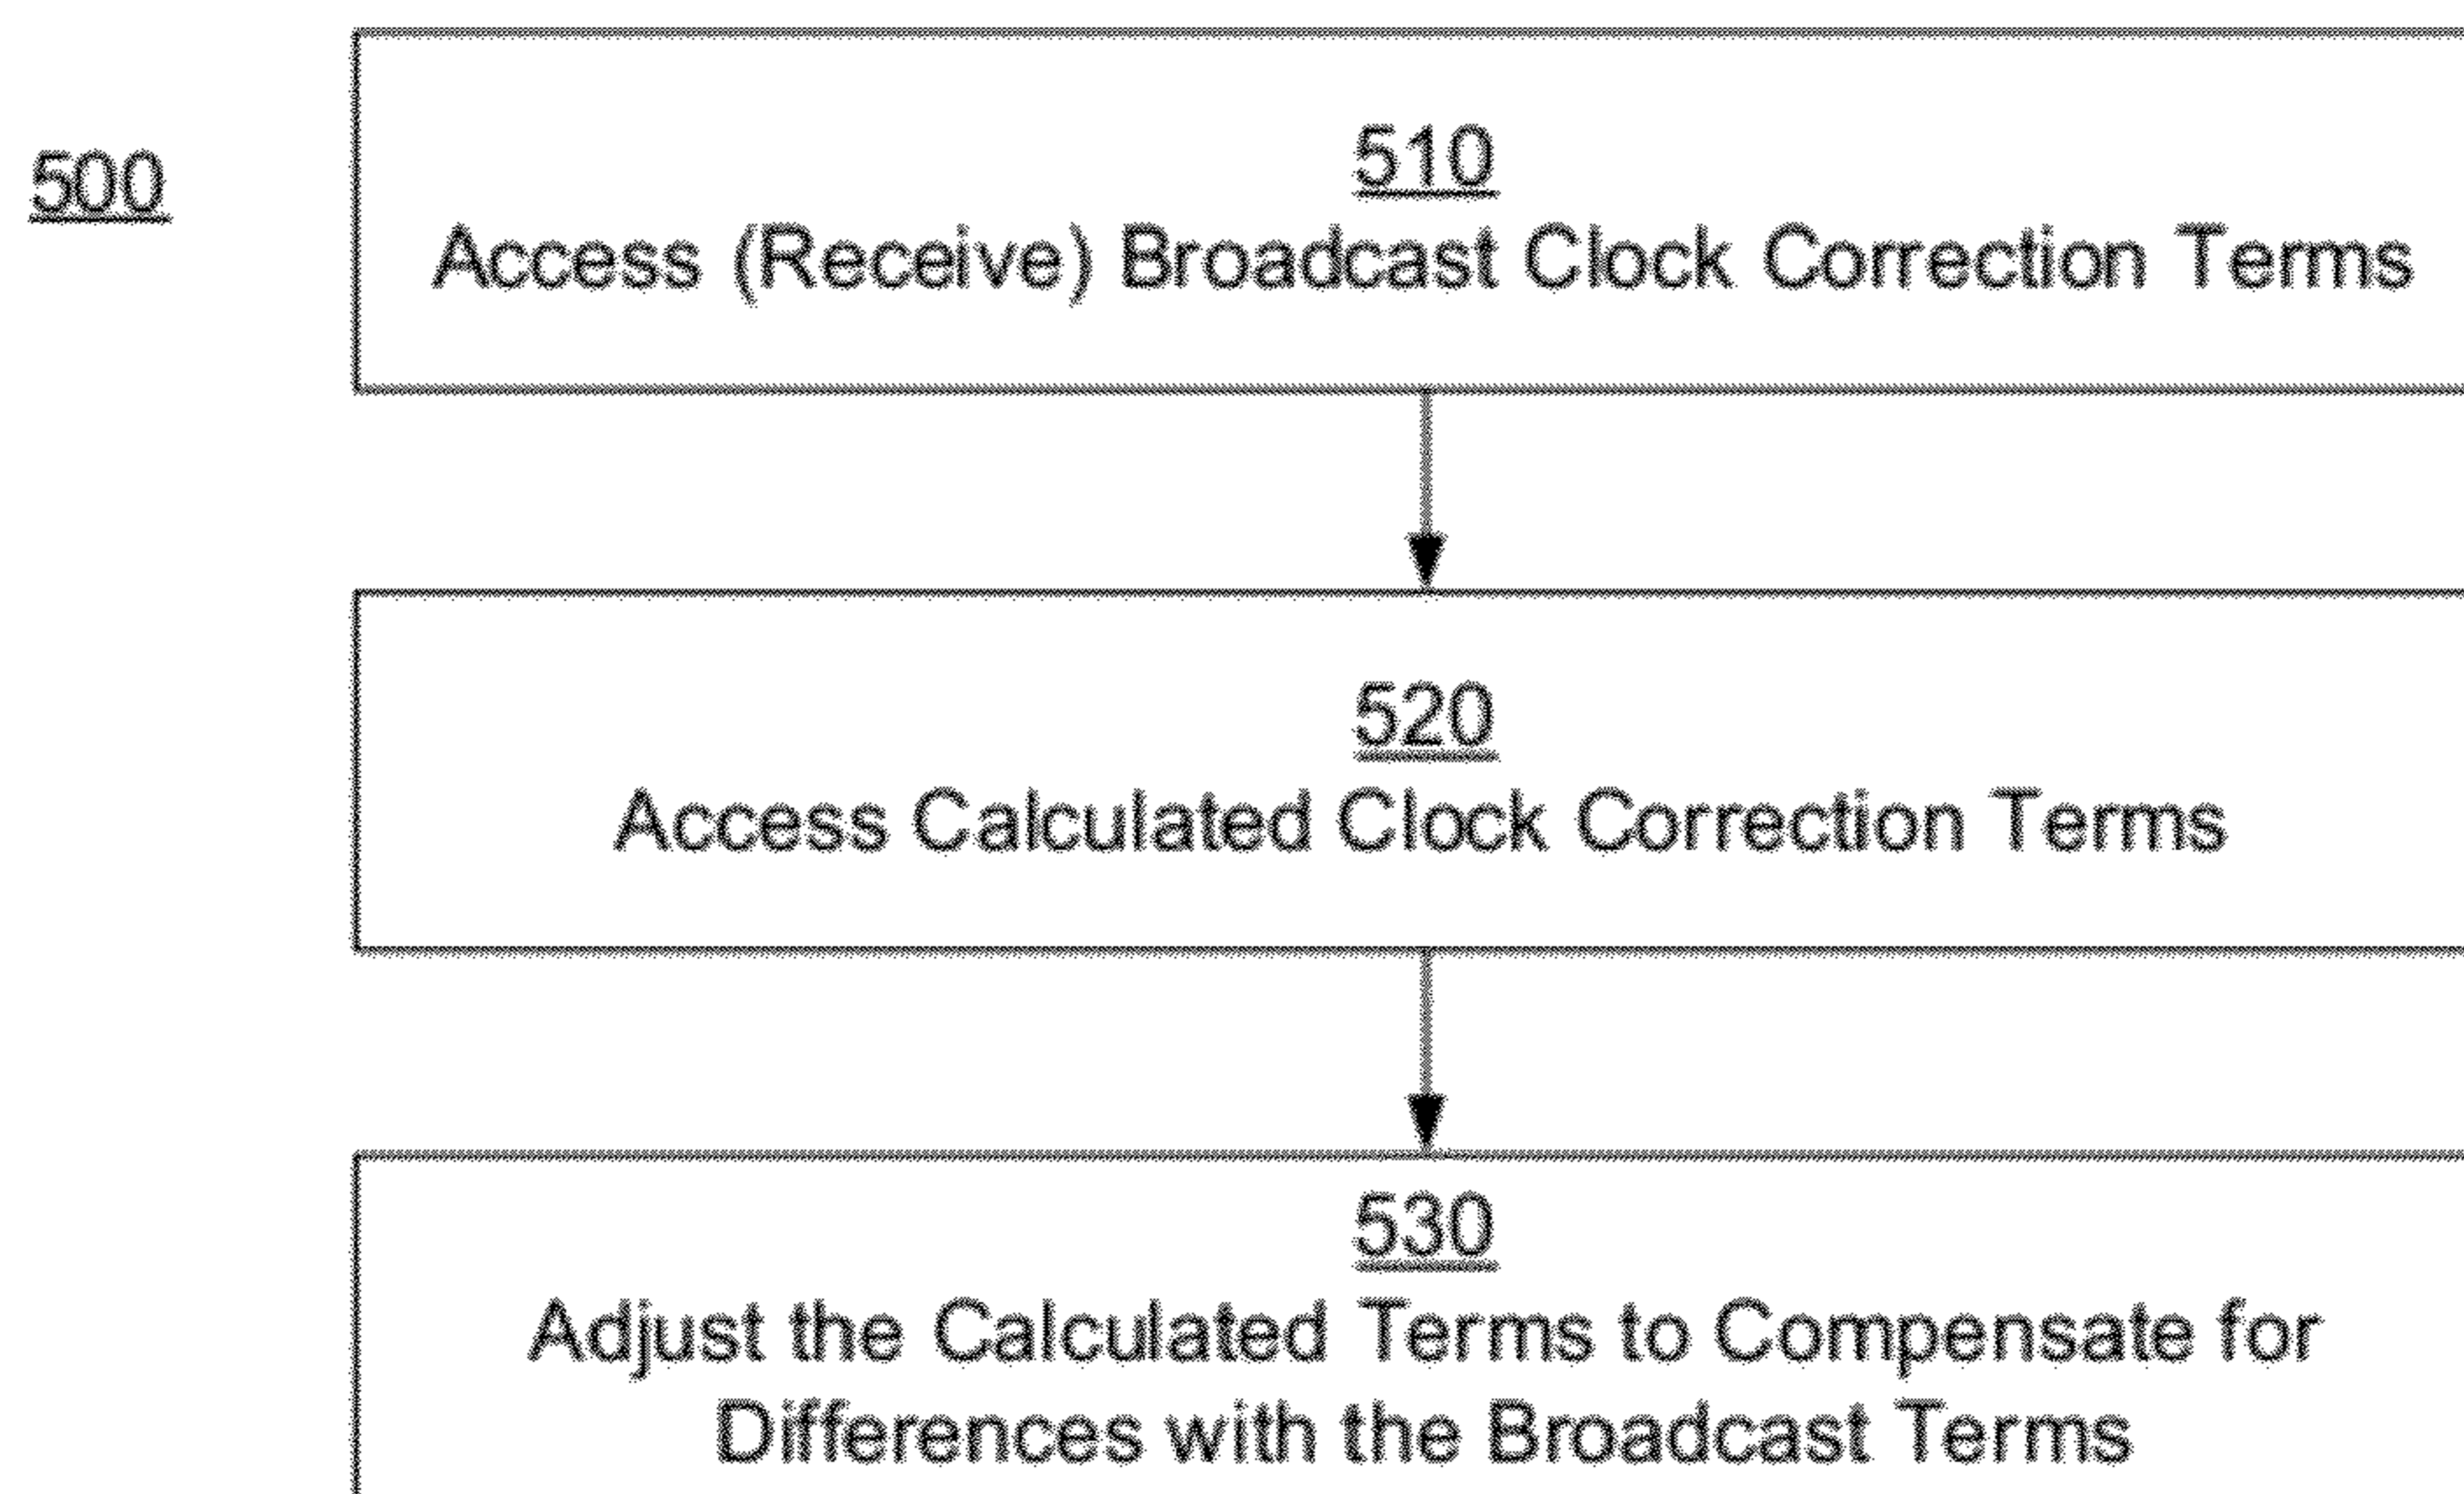 500
510
Access (Receive) Broadcast Clock Correction Terms
520
Access Calculated Clock Correction Terms
530
Adjust the Calculated Terms to Compensate for
Differences with the Broadcast Terms